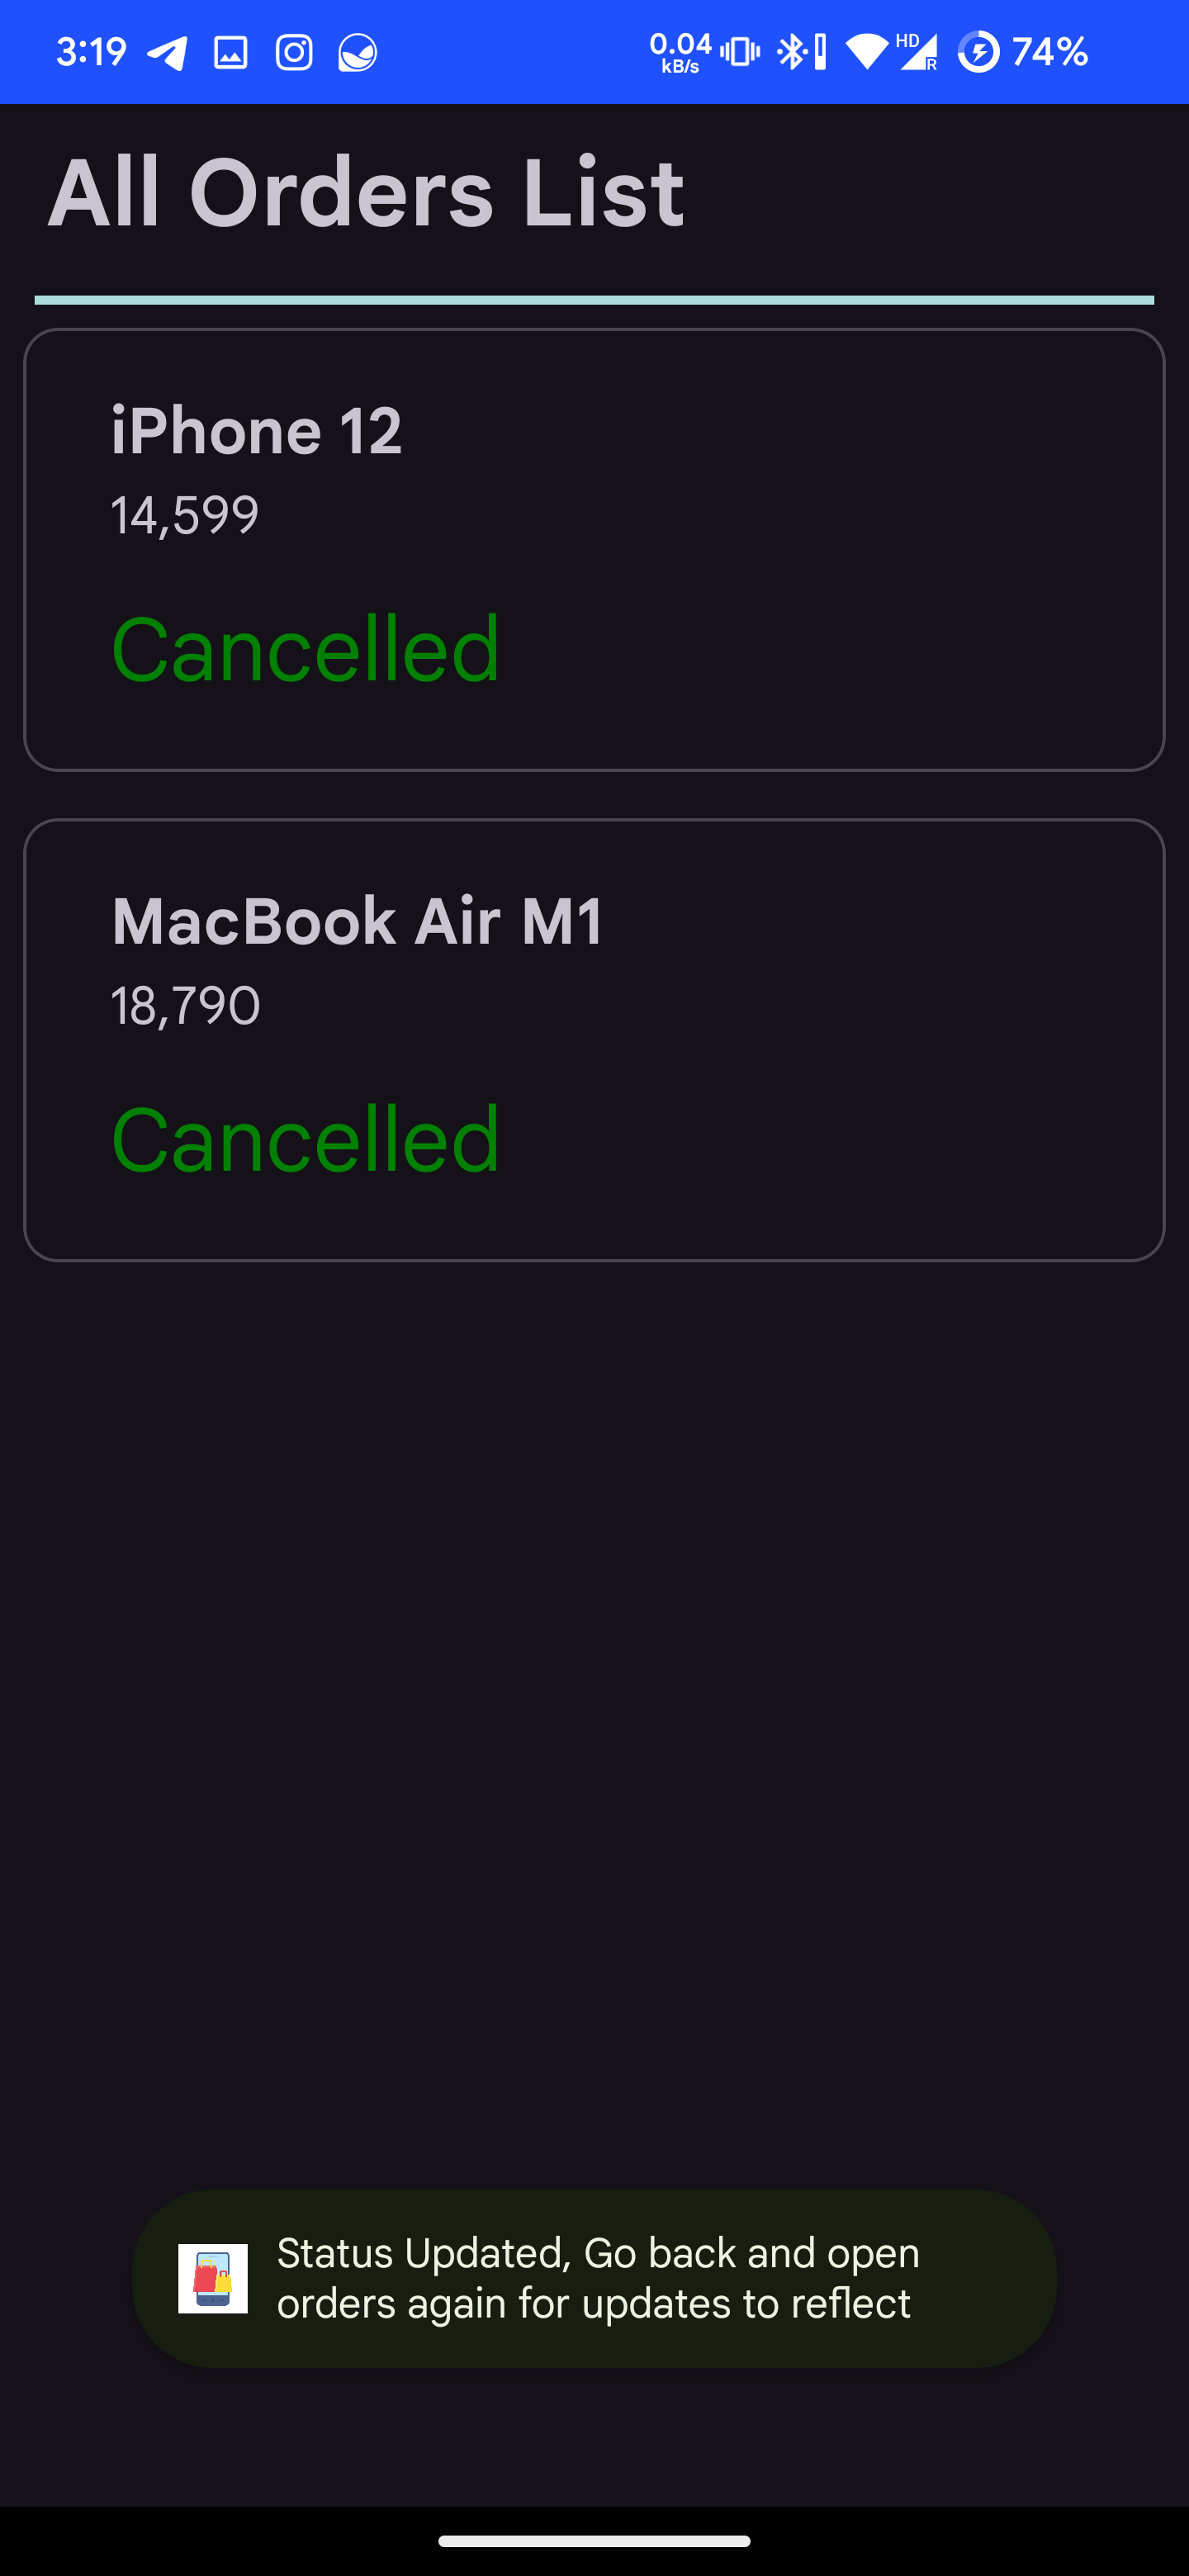 3:19 0.04 kB/s HD R 74%
All Orders List
iPhone 12
14,599
Cancelled
MacBook Air M1
18,790
Cancelled
Status Updated, Go back and open
orders again for updates to reflect